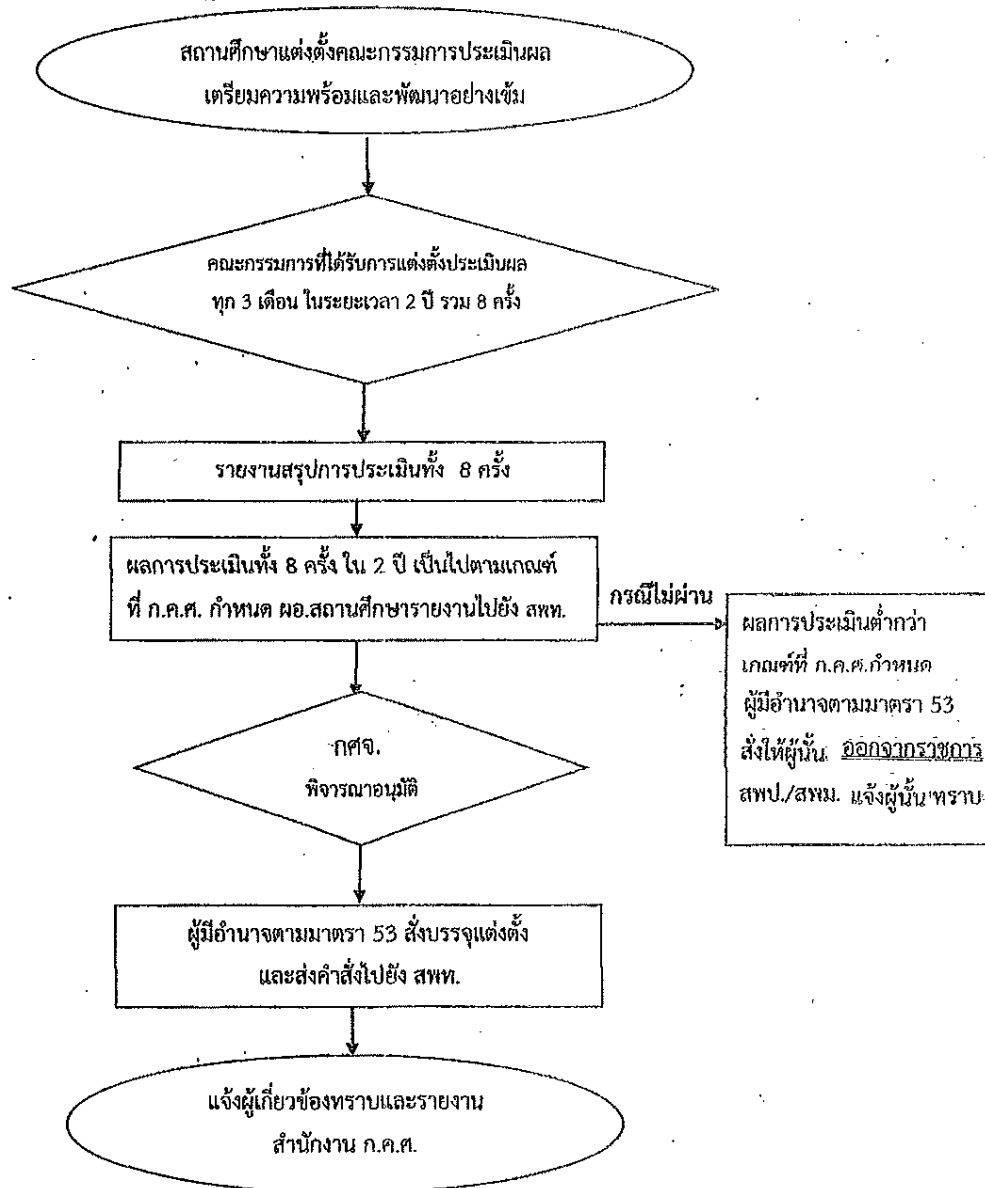 สถานศึกษาแต่งตั้งคณะกรรมการประเมินผล
เตรียมความพร้อมและพัฒนาอย่างเข้ม
คณะกรรมการที่ได้รับการแต่งตั้งประเมินผล
ทุก 3 เดือน ในระยะเวลา 2 ปี รวม 8 ครั้ง
รายงานสรุปการประเมินทั้ง 8 ครั้ง
ผลการประเมินทั้ง 8 ครั้ง ใน 2 ปี เป็นไปตามเกณฑ์
ที่ ก.ค.ศ. กำหนด ผอ.สถานศึกษารายงานไปยัง สพท.
กรณีไม่ผ่าน
ผลการประเมินต่ำกว่า
เกณฑ์ที่ ก.ค.ศ.กำหนด
ผู้มีอำนาจตามมาตรา 53
สั่งให้ผู้นั้น ออกจากราชการ
สพป./สพม. แจ้งผู้นั้นทราบ
กศจ.
พิจารณาอนุมัติ
ผู้มีอำนาจตามมาตรา 53 สั่งบรรจุแต่งตั้ง
และส่งคำสั่งไปยัง สพท.
แจ้งผู้เกี่ยวข้องทราบและรายงาน
สำนักงาน ก.ค.ศ.